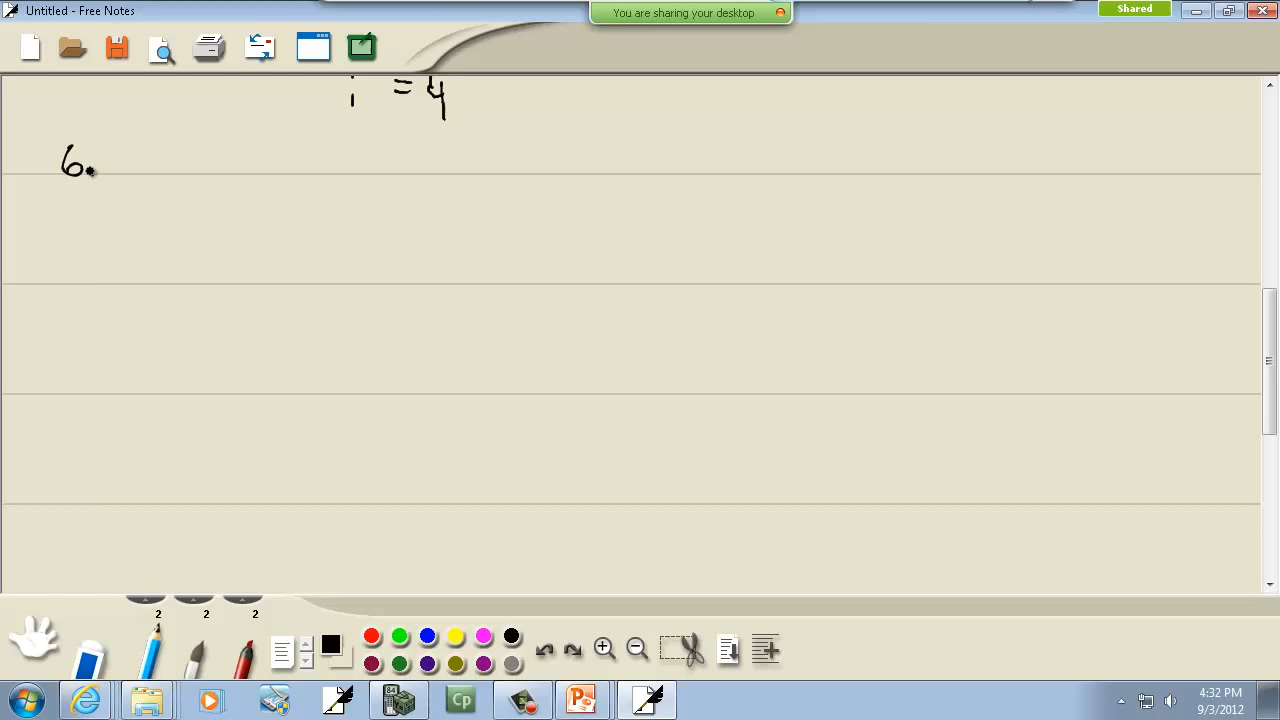 Untitled - Free Notes
You are sharing your desktop
Shared
= 4
6.
2
2
2
Cp
4:32 PM
9/3/2012